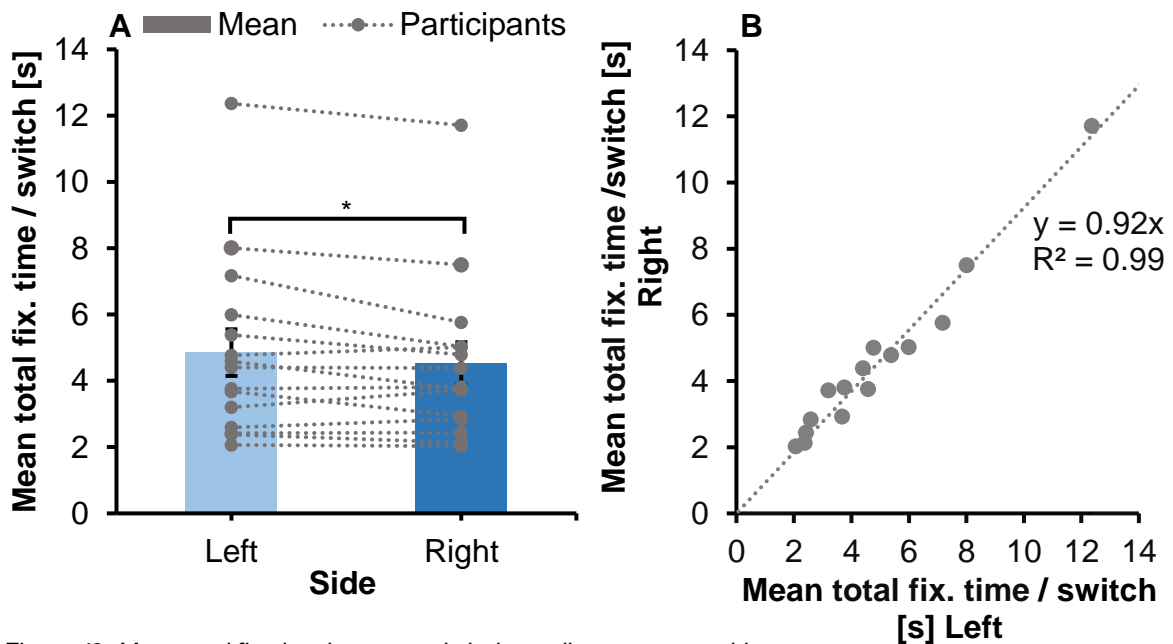 A
Mean
Participants
Mean total fix. time / switch [s]
14
12
10
8
6
4
2
0
*
Left
Right
Side
B
Mean total fix. time /switch [s]
Right
14
12
10
8
6
4
2
0
y = 0.92x
R² = 0.99
0 2 4 6 8 10 12 14
Mean total fix. time / switch
[s] Left